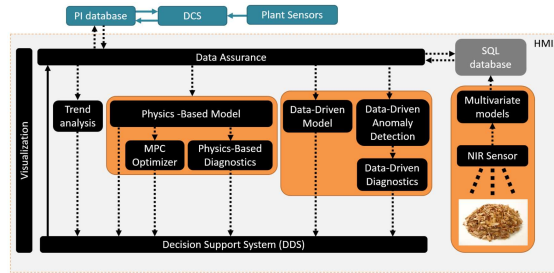 PI database
DCS
Plant Sensors
HMI
Data Assurance
SQL
database
Visualization
Trend
analysis
Physics -Based Model
MPC
Optimizer
Physics-Based
Diagnostics
Data-Driven
Model
Data-Driven
Anomaly
Detection
Data-Driven
Diagnostics
Multivariate
models
NIR Sensor
Decision Support System (DDS)